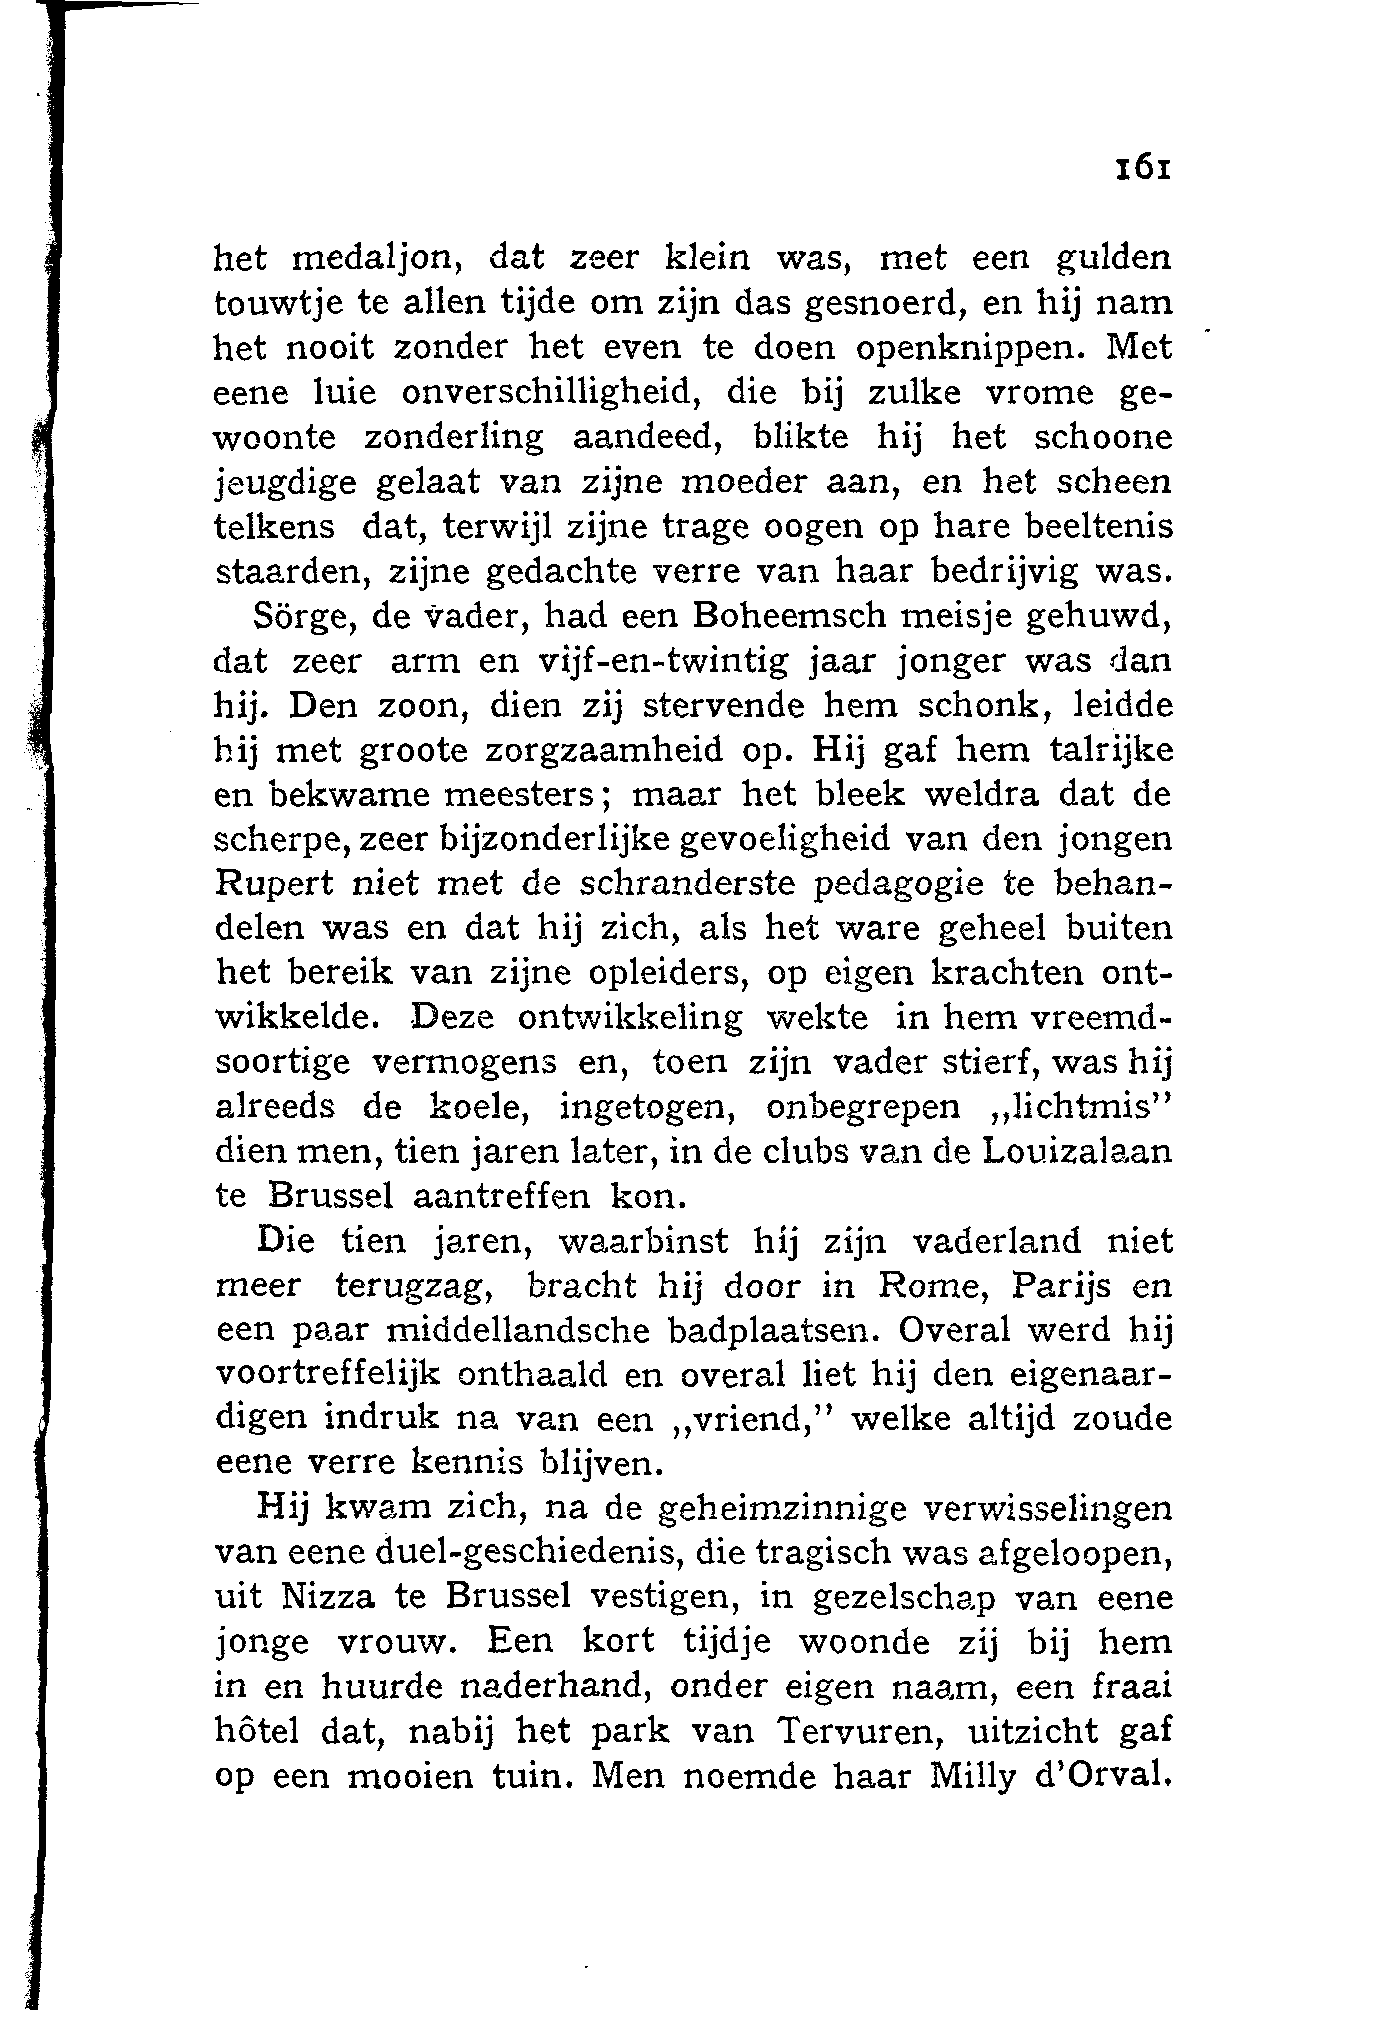 161
het medaljon, dat zeer klein was, met een gulden
touwtje te allen tijde om zijn das gesnoerd, en hij nam
het nooit zonder het even te doen openknippen. Met
eene luie onverschilligheid, die bij zulke vrome ge-
woonte zonderling aandeed, blikte hij het schoone
jeugdige gelaat van zijne moeder aan, en het scheen
telkens dat, terwijl zijne trage oogen op hare beeltenis
staarden, zijne gedachte verre van haar bedrijvig was.
Sörge, de vader, had een Boheemsch meisje gehuwd,
dat zeer arm en vijf-en-twintig jaar jonger was dan
hij. Den zoon, dien zij stervende hem schonk, leidde
hij met groote zorgzaamheid op. Hij gaf hem talrijke
en bekwame meesters; maar het bleek weldra dat de
scherpe, zeer bijzonderlijke gevoeligheid van den jongen
Rupert niet met de schranderste pedagogie te behan-
delen was en dat hij zich, als het ware geheel buiten
het bereik van zijne opleiders, op eigen krachten ont-
wikkelde. Deze ontwikkeling wekte in hem vreemd-
soortige vermogens en, toen zijn vader stierf, was hij
alreeds de koele, ingetogen, onbegrepen „lichtmis”
dien men, tien jaren later, in de clubs van de Louizalaan
te Brussel aantreffen kon.
Die tien jaren, waarbinst hij zijn vaderland niet
meer terugzag, bracht hij door in Rome, Parijs en
een paar middellandsche badplaatsen. Overal werd hij
voortreffelijk onthaald en overal liet hij den eigenaar-
digen indruk na van een „vriend,” welke altijd zoude
eene verre kennis blijven.
Hij kwam zich, na de geheimzinnige verwisselingen
van eene duel-geschiedenis, die tragisch was afgeloopen,
uit Nizza te Brussel vestigen, in gezelschap van eene
jonge vrouw. Een kort tijdje woonde zij bij hem
in en huurde naderhand, onder eigen naam, een fraai
hôtel dat, nabij het park van Tervuren, uitzicht gaf
op een mooien tuin. Men noemde haar Milly d'Orval.